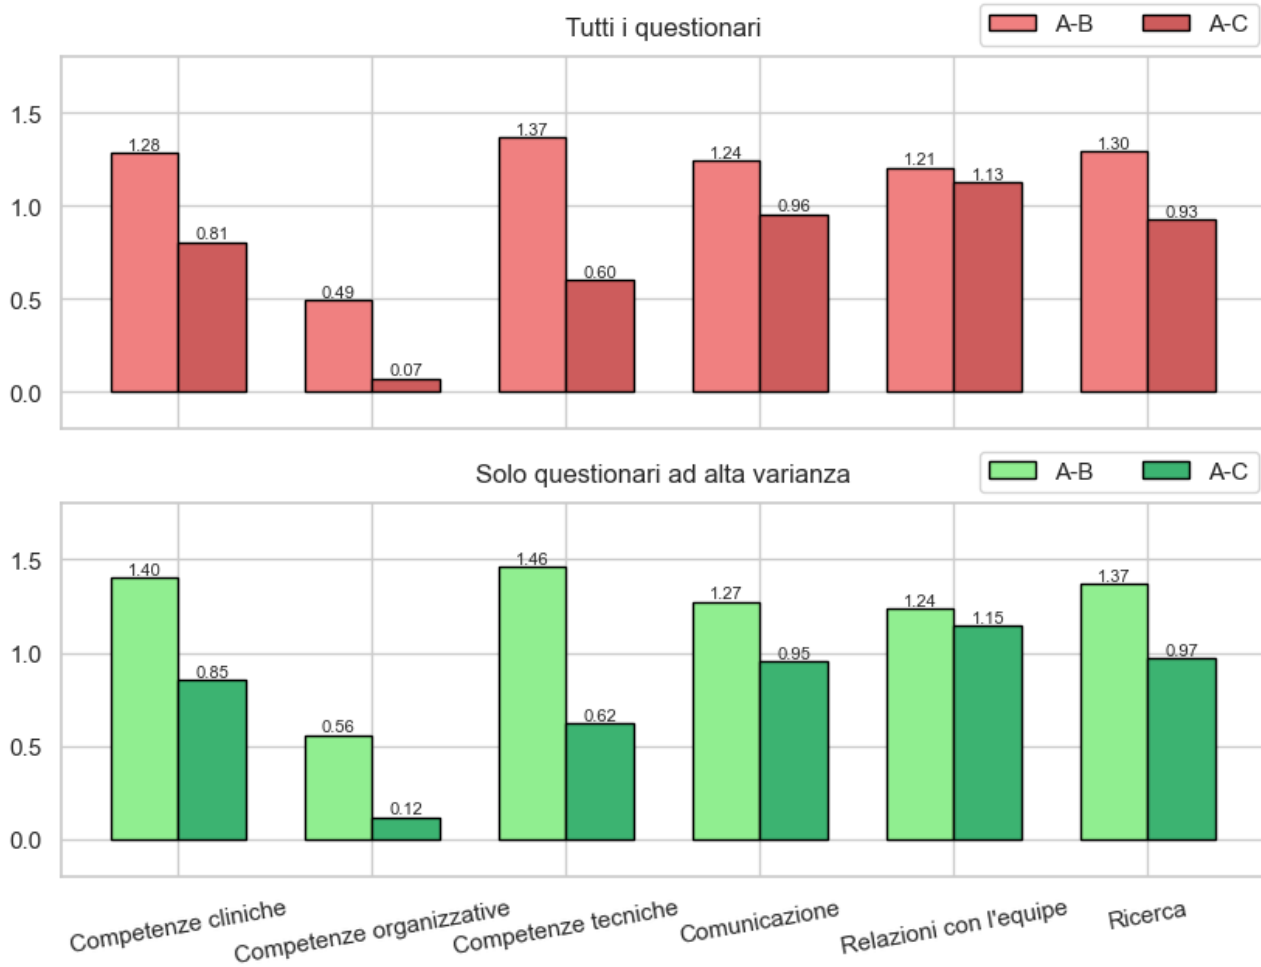 Tutti i questionari
A-B A-C
1.5
1.0
0.5
0.0
1.28 0.81 0.49 0.07 1.37 0.60 1.24 0.96 1.21 1.13 1.30 0.93
Solo questionari ad alta varianza
A-B A-C
1.5
1.0
0.5
0.0
1.40 0.85 0.56 0.12 1.46 0.62 1.27 0.95 1.24 1.15 1.37 0.97
Competenze cliniche
Competenze organizzative
Competenze tecniche
Comunicazione
Relazioni con l'equipe
Ricerca